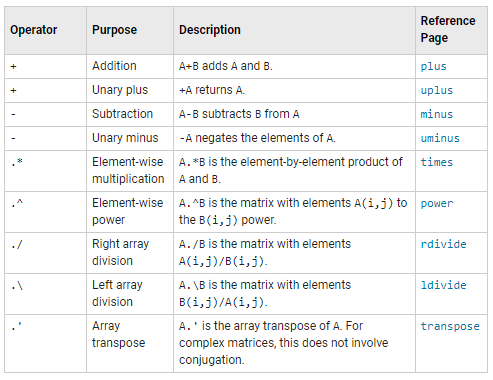 Operator Purpose Description Reference Page
+ Addition A+B adds A and B. plus
+ Unary plus +A returns A. uplus
- Subtraction A-B subtracts B from A minus
- Unary minus -A negates the elements of A. uminus
.* Element-wise multiplication A.*B is the element-by-element product of A and B. times
.^ Element-wise power A.^B is the matrix with elements A(i,j) to the B(i,j) power. power
./ Right array division A./B is the matrix with elements A(i,j)/B(i,j). rdivide
.\ Left array division A.\B is the matrix with elements B(i,j)/A(i,j). ldivide
.' Array transpose A.' is the array transpose of A. For complex matrices, this does not involve conjugation. transpose